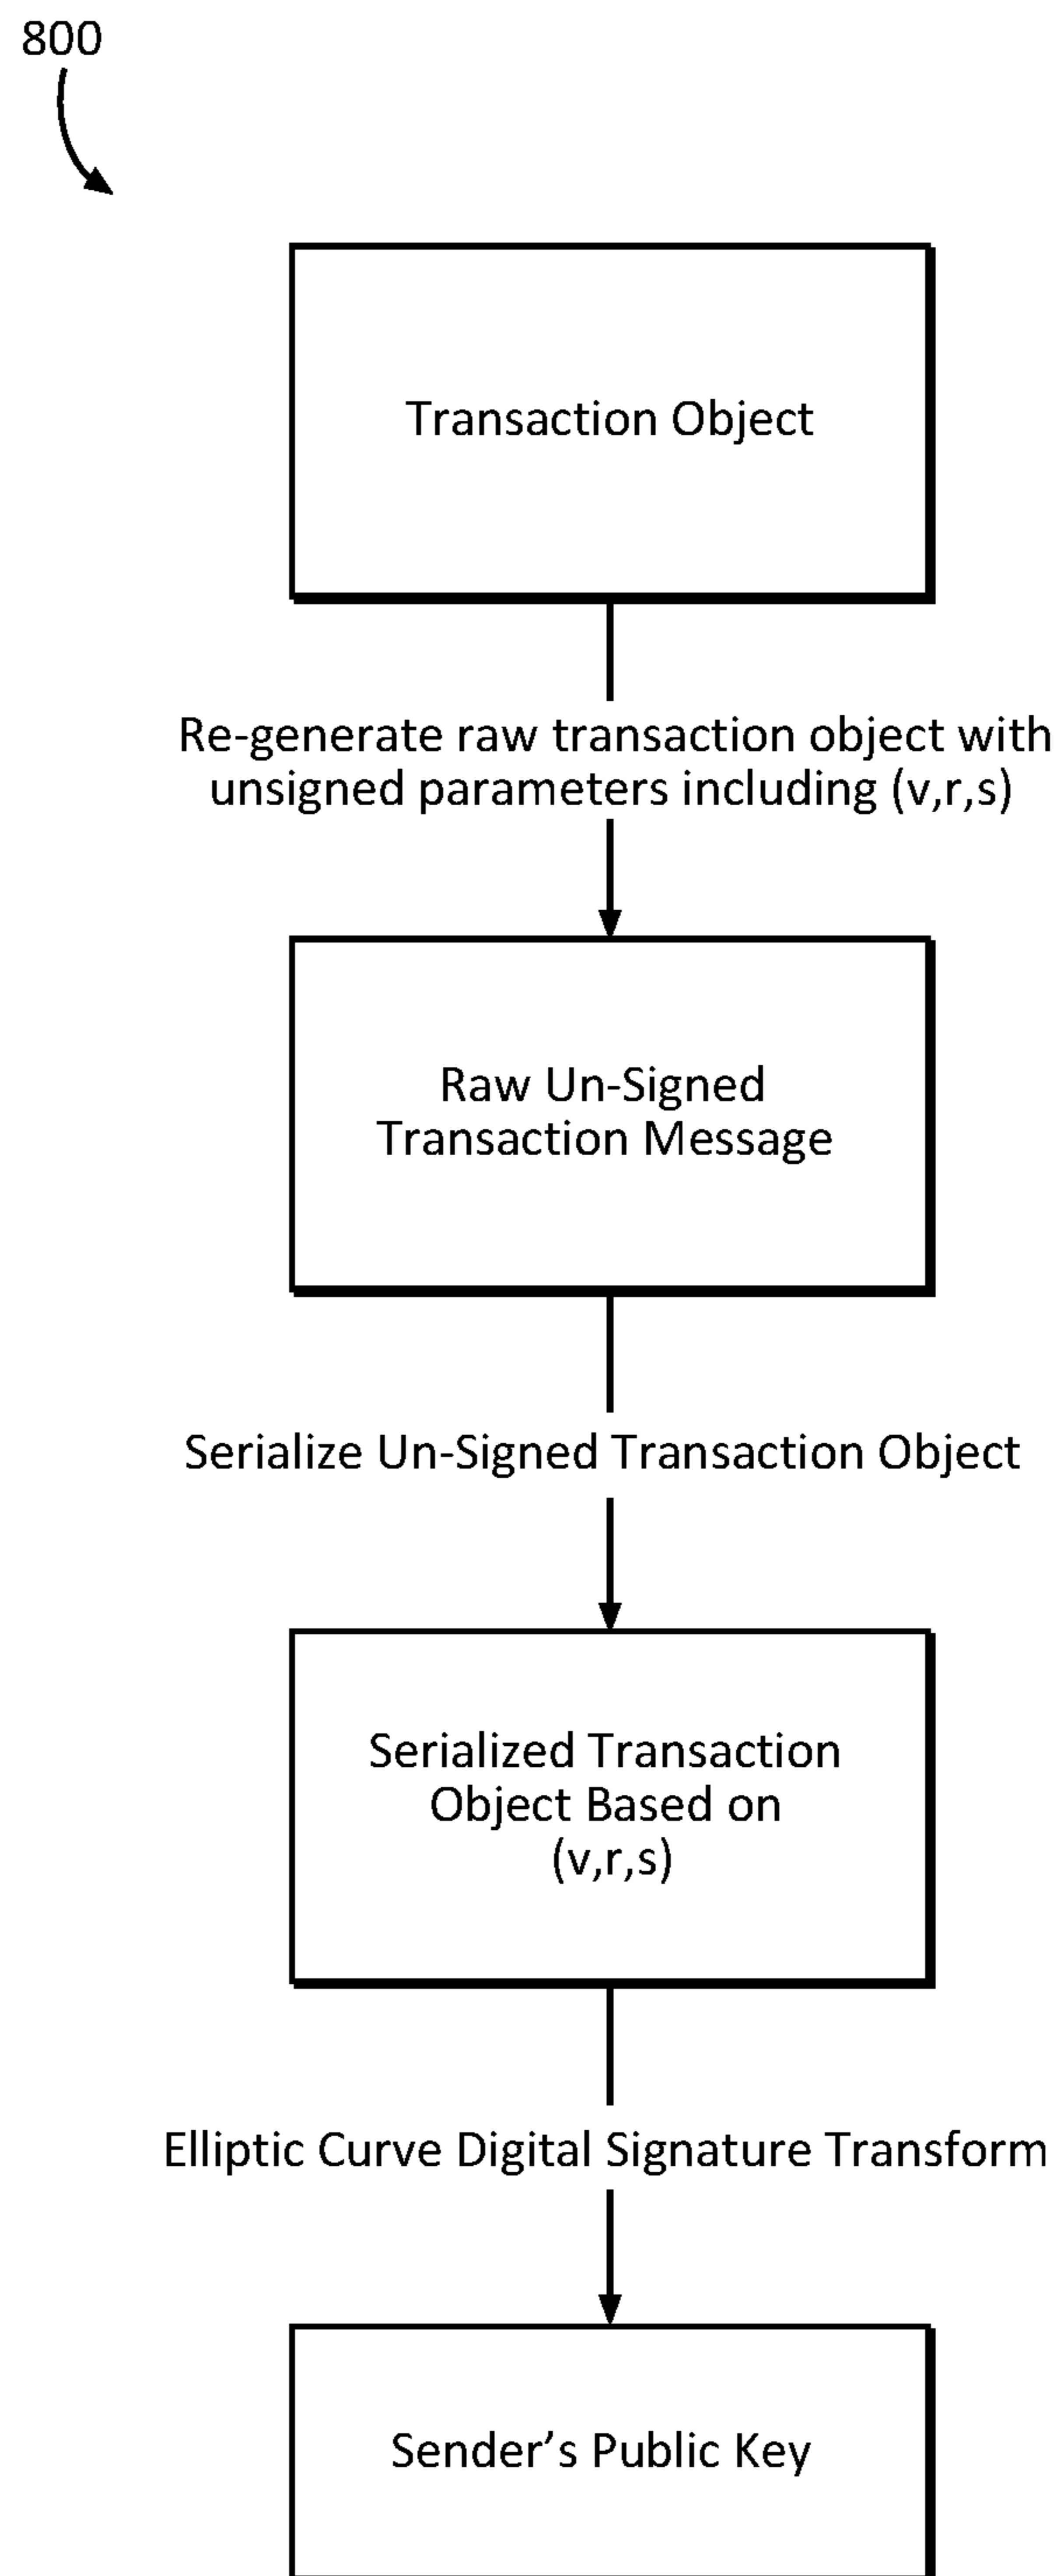 800
Transaction Object
Re-generate raw transaction object with
unsigned parameters including (v,r,s)
Raw Un-Signed
Transaction Message
Serialize Un-Signed Transaction Object
Serialized Transaction
Object Based on
(v,r,s)
Elliptic Curve Digital Signature Transform
Sender’s Public Key